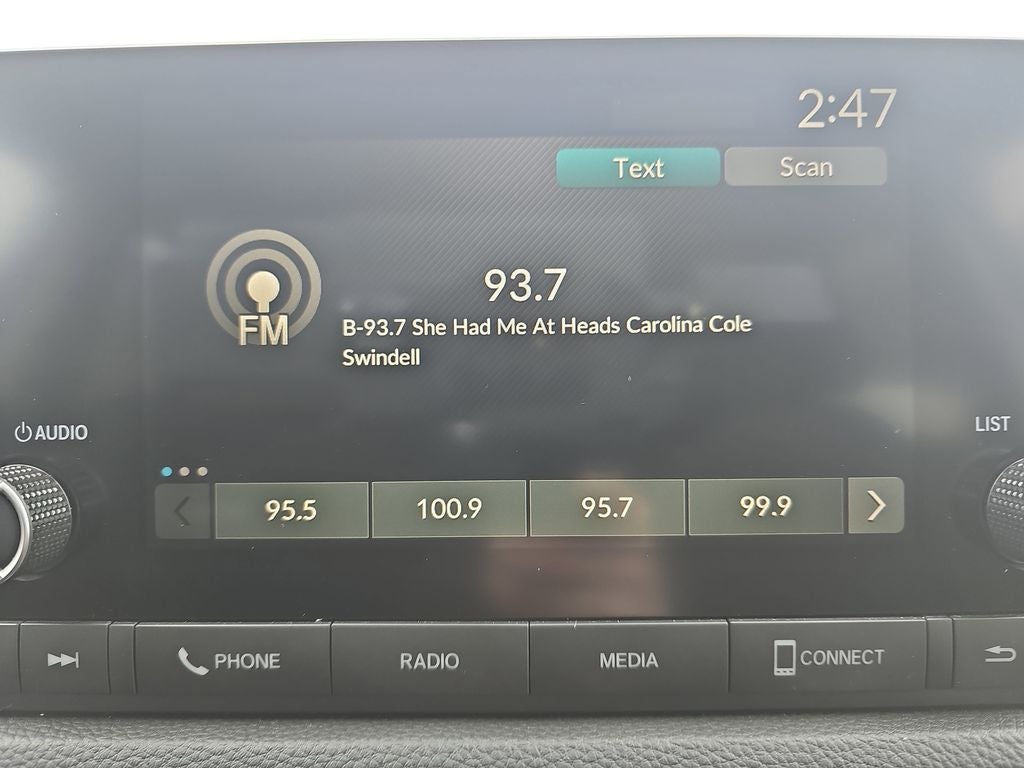 2:47
Text Scan
93.7
FM
B-93.7 She Had Me At Heads Carolina Cole
Swindell
AUDIO
LIST
95.5 100.9 95.7 99.9
PHONE RADIO MEDIA CONNECT